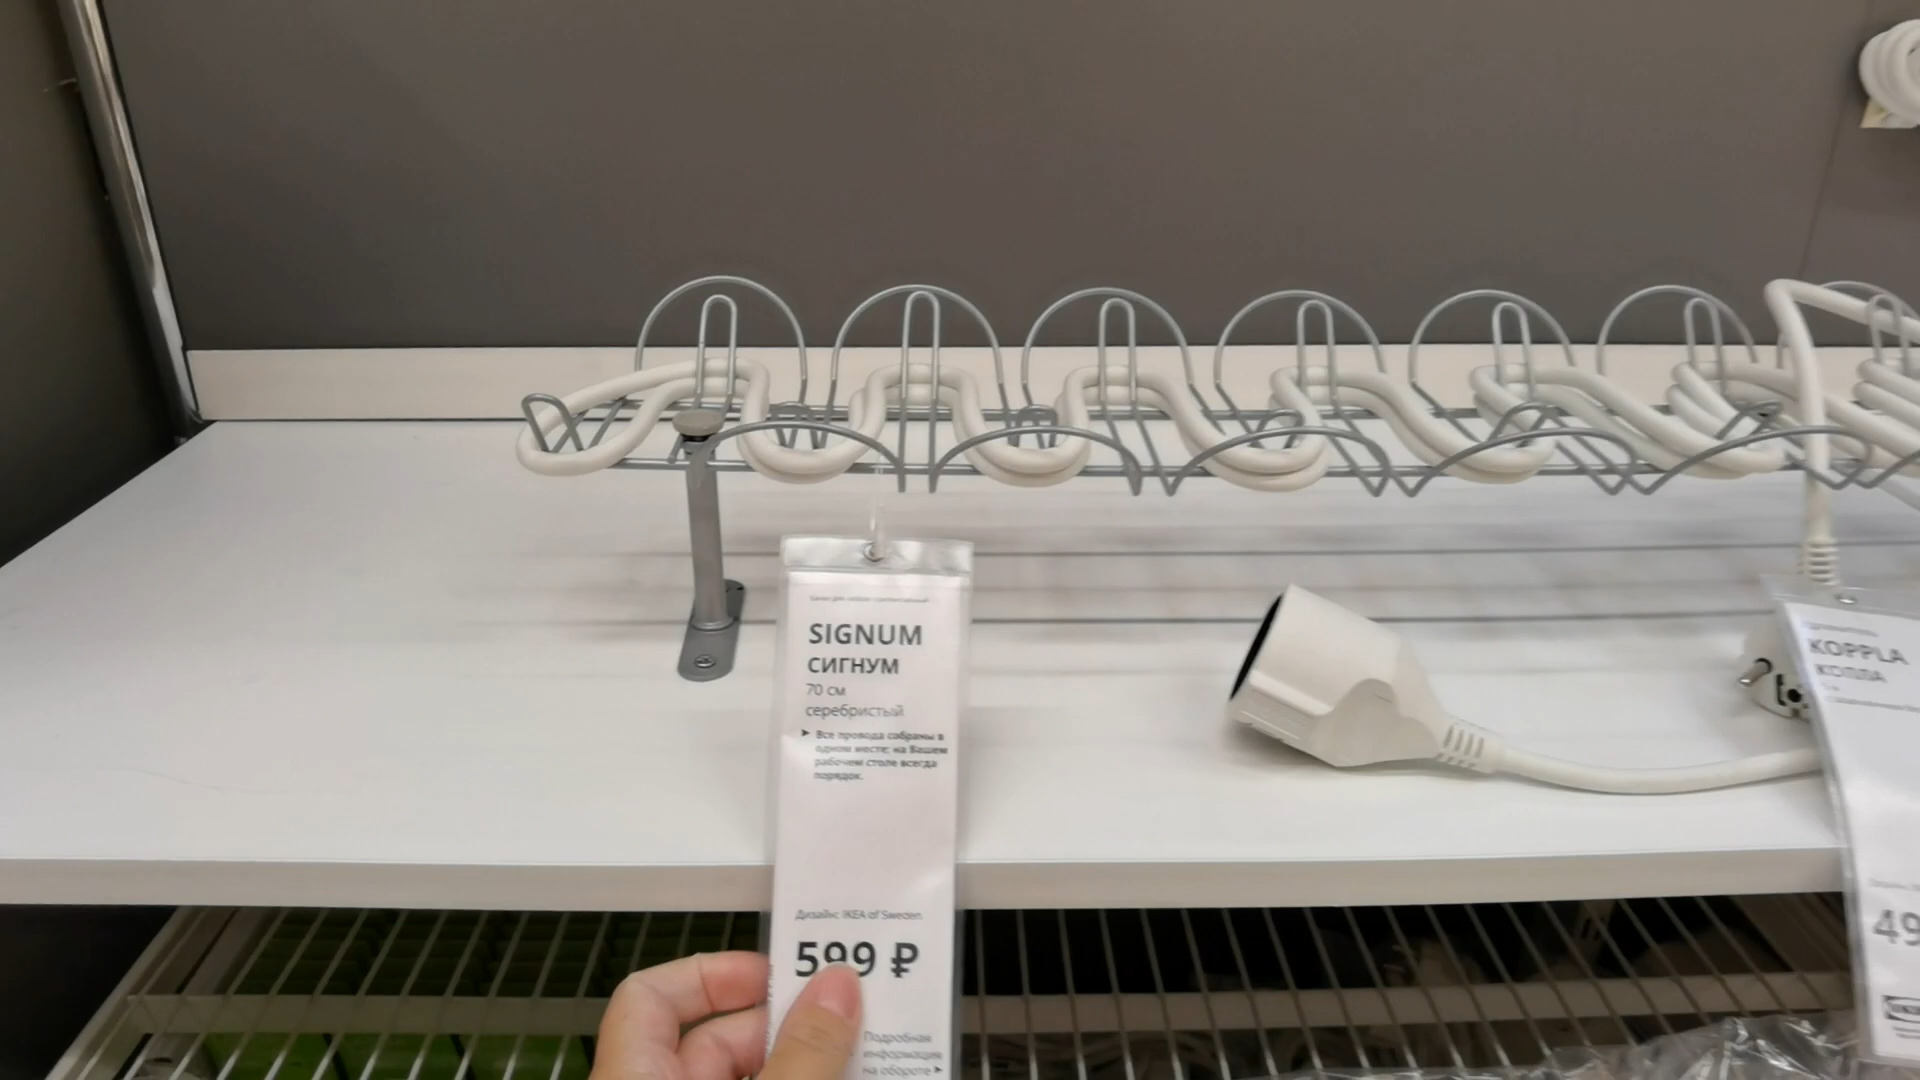 SIGNUM
СИГНУМ
70 см
серебристый
Все провода собраны в
одном месте; на Вашем
рабочем столе всегда
порядок.
Дизайн: IKEA of Sweden
599 ₽
Подробная
информация
на обороте
KOPPLA
КОПЛА
49